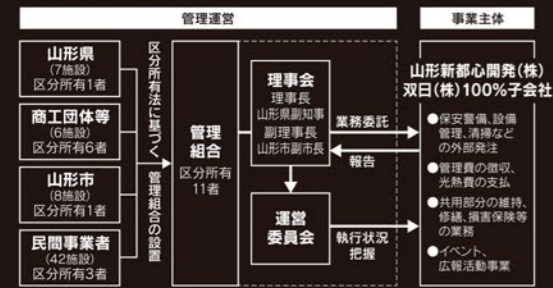 管理運営
事業主体
山形県
(7施設)
区分所有1者
商工団体等
(6施設)
区分所有6者
山形市
(8施設)
区分所有1者
民間事業者
(42施設)
区分所有3者
区分所有法に基づく
管理組合の設置
管理
組合
区分所有
11者
理事会
理事長
山形県副知事
副理事長
山形市副市長
運営
委員会
業務委託
報告
執行状況
把握
山形新都心開発(株)
双日(株)100%子会社
●保安警備、設備
管理、清掃など
の外部発注
●管理費の徴収、
光熱費の支払
●共用部分の維持、
修繕、損害保険等
の業務
●イベント、
広報活動事業